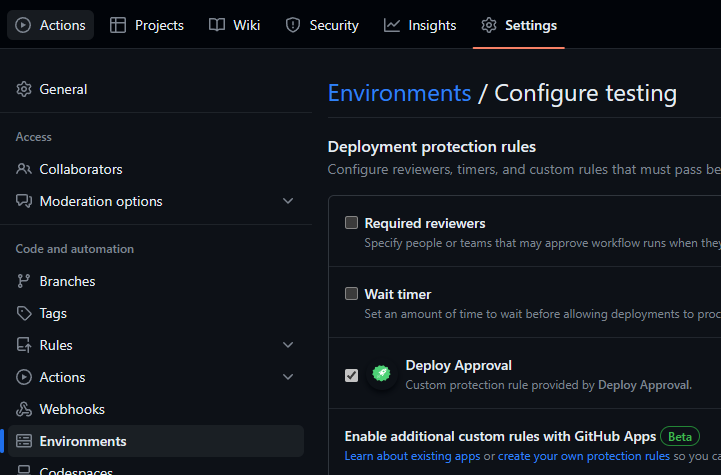 Actions Projects Wiki Security Insights Settings
General
Access
Collaborators
Moderation options
Code and automation
Branches
Tags
Rules
Actions
Webhooks
Environments
Codespaces
Environments / Configure testing
Deployment protection rules
Configure reviewers, timers, and custom rules that must pass be
Required reviewers
Specify people or teams that may approve workflow runs when they
Wait timer
Set an amount of time to wait before allowing deployments to proc
Deploy Approval
Custom protection rule provided by Deploy Approval.
Enable additional custom rules with GitHub Apps Beta
Learn about existing apps or create your own protection rules so you ca